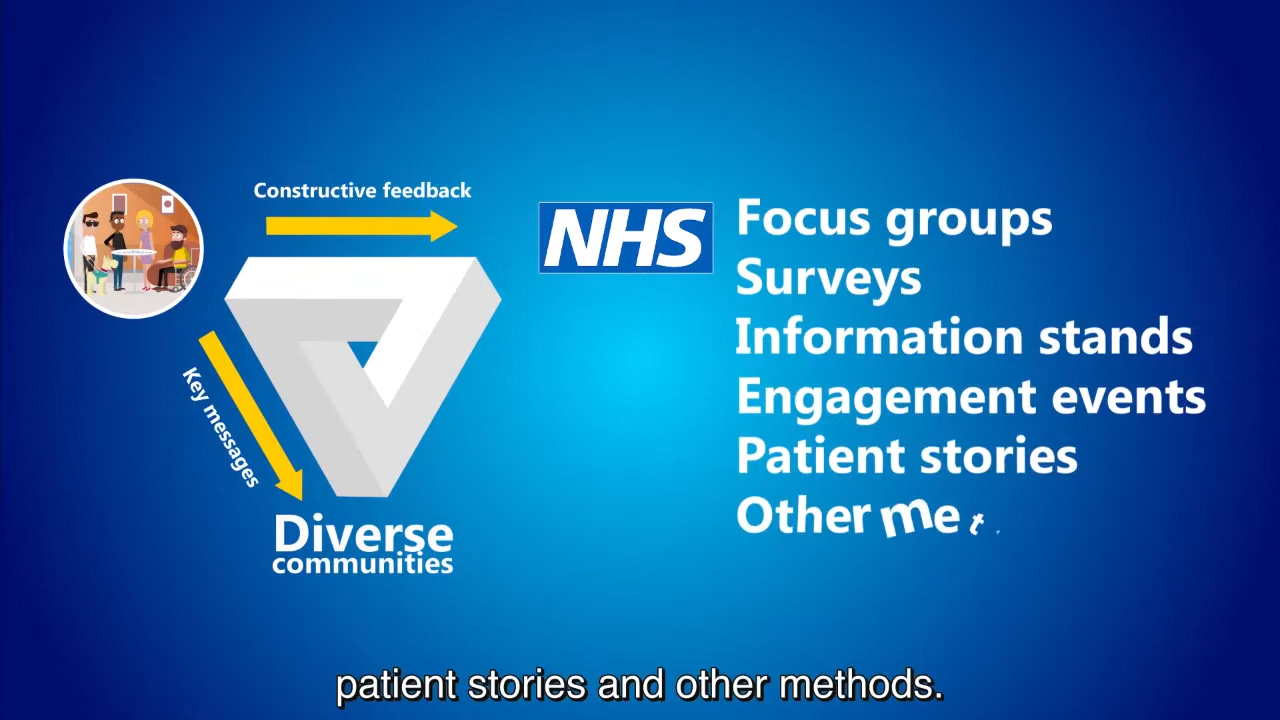 Constructive feedback
NHS
Focus groups
Surveys
Information stands
Engagement events
Patient stories
Other met
Key messages
Diverse
communities
patient stories and other methods.